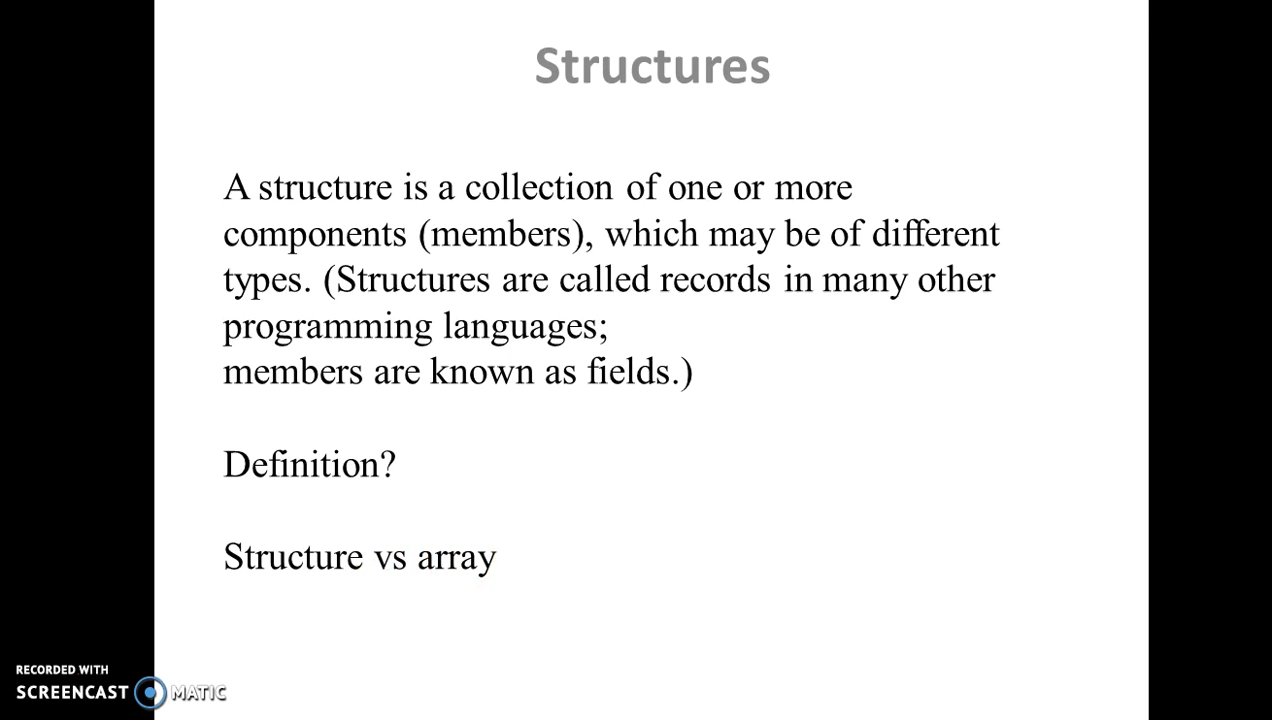 Structures
A structure is a collection of one or more
components (members), which may be of different
types. (Structures are called records in many other
programming languages;
members are known as fields.)
Definition?
Structure vs array
RECORDED WITH
SCREENCAST MATIC